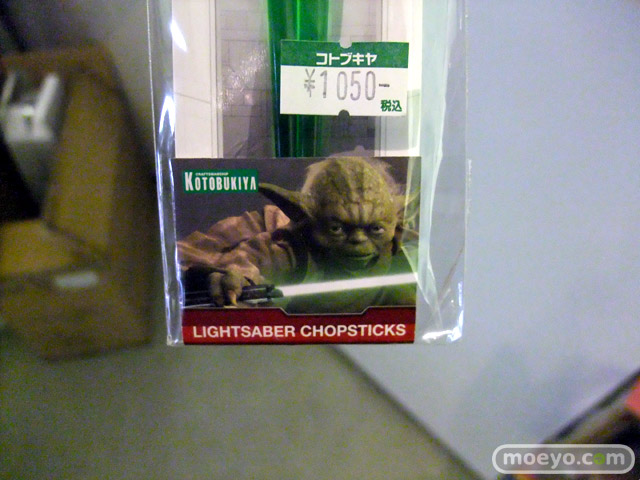 コトブキヤ
¥1050-
税込
CRAFTSMANSHIP
KOTOBUKIYA
LIGHTSABER CHOPSTICKS
moeyo.com